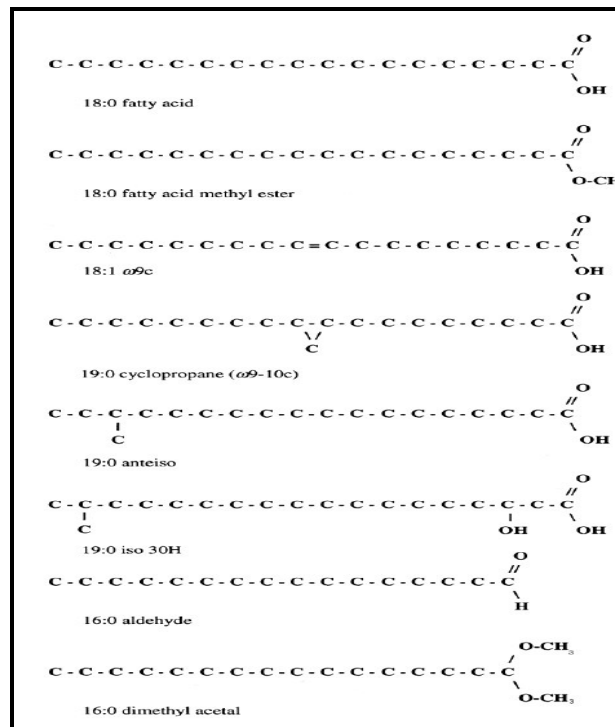 O
//
C - C - C - C - C - C - C - C - C - C - C - C - C - C - C - C - C - C
\
OH
18:0 fatty acid
O
//
C - C - C - C - C - C - C - C - C - C - C - C - C - C - C - C - C - C
\
O-CH
18:0 fatty acid methyl ester
O
//
C - C - C - C - C - C - C - C - C = C - C - C - C - C - C - C - C - C
\
OH
18:1 ω9c
O
//
C - C - C - C - C - C - C - C - C - C - C - C - C - C - C - C - C - C
\ / \
C OH
19:0 cyclopropane (ω9-10c)
O
//
C - C - C - C - C - C - C - C - C - C - C - C - C - C - C - C - C - C
| \
C OH
19:0 anteiso
O
//
C - C - C - C - C - C - C - C - C - C - C - C - C - C - C - C - C - C
| | \
C OH OH
19:0 iso 3OH
O
//
C - C - C - C - C - C - C - C - C - C - C - C - C - C - C - C
\
H
16:0 aldehyde
O-CH₃
/
C - C - C - C - C - C - C - C - C - C - C - C - C - C - C - C
\
O-CH₃
16:0 dimethyl acetal